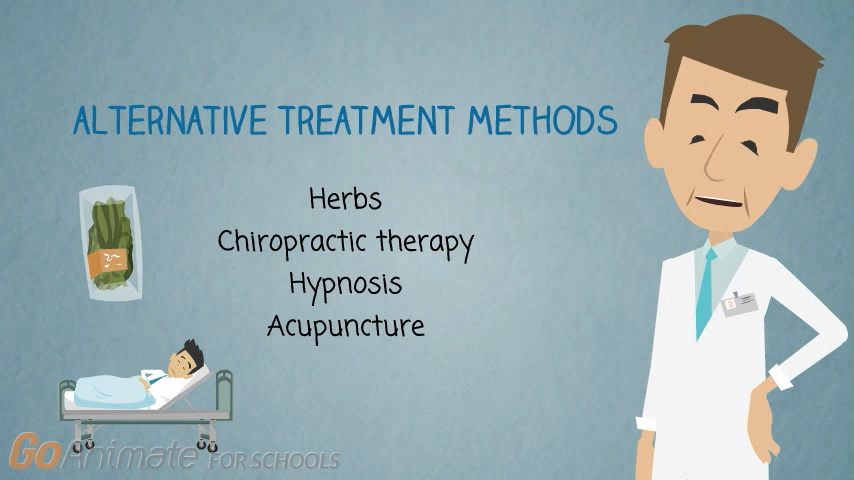 ALTERNATIVE TREATMENT METHODS
Herbs
Chiropractic therapy
Hypnosis
Acupuncture
GoAnimate FOR SCHOOLS